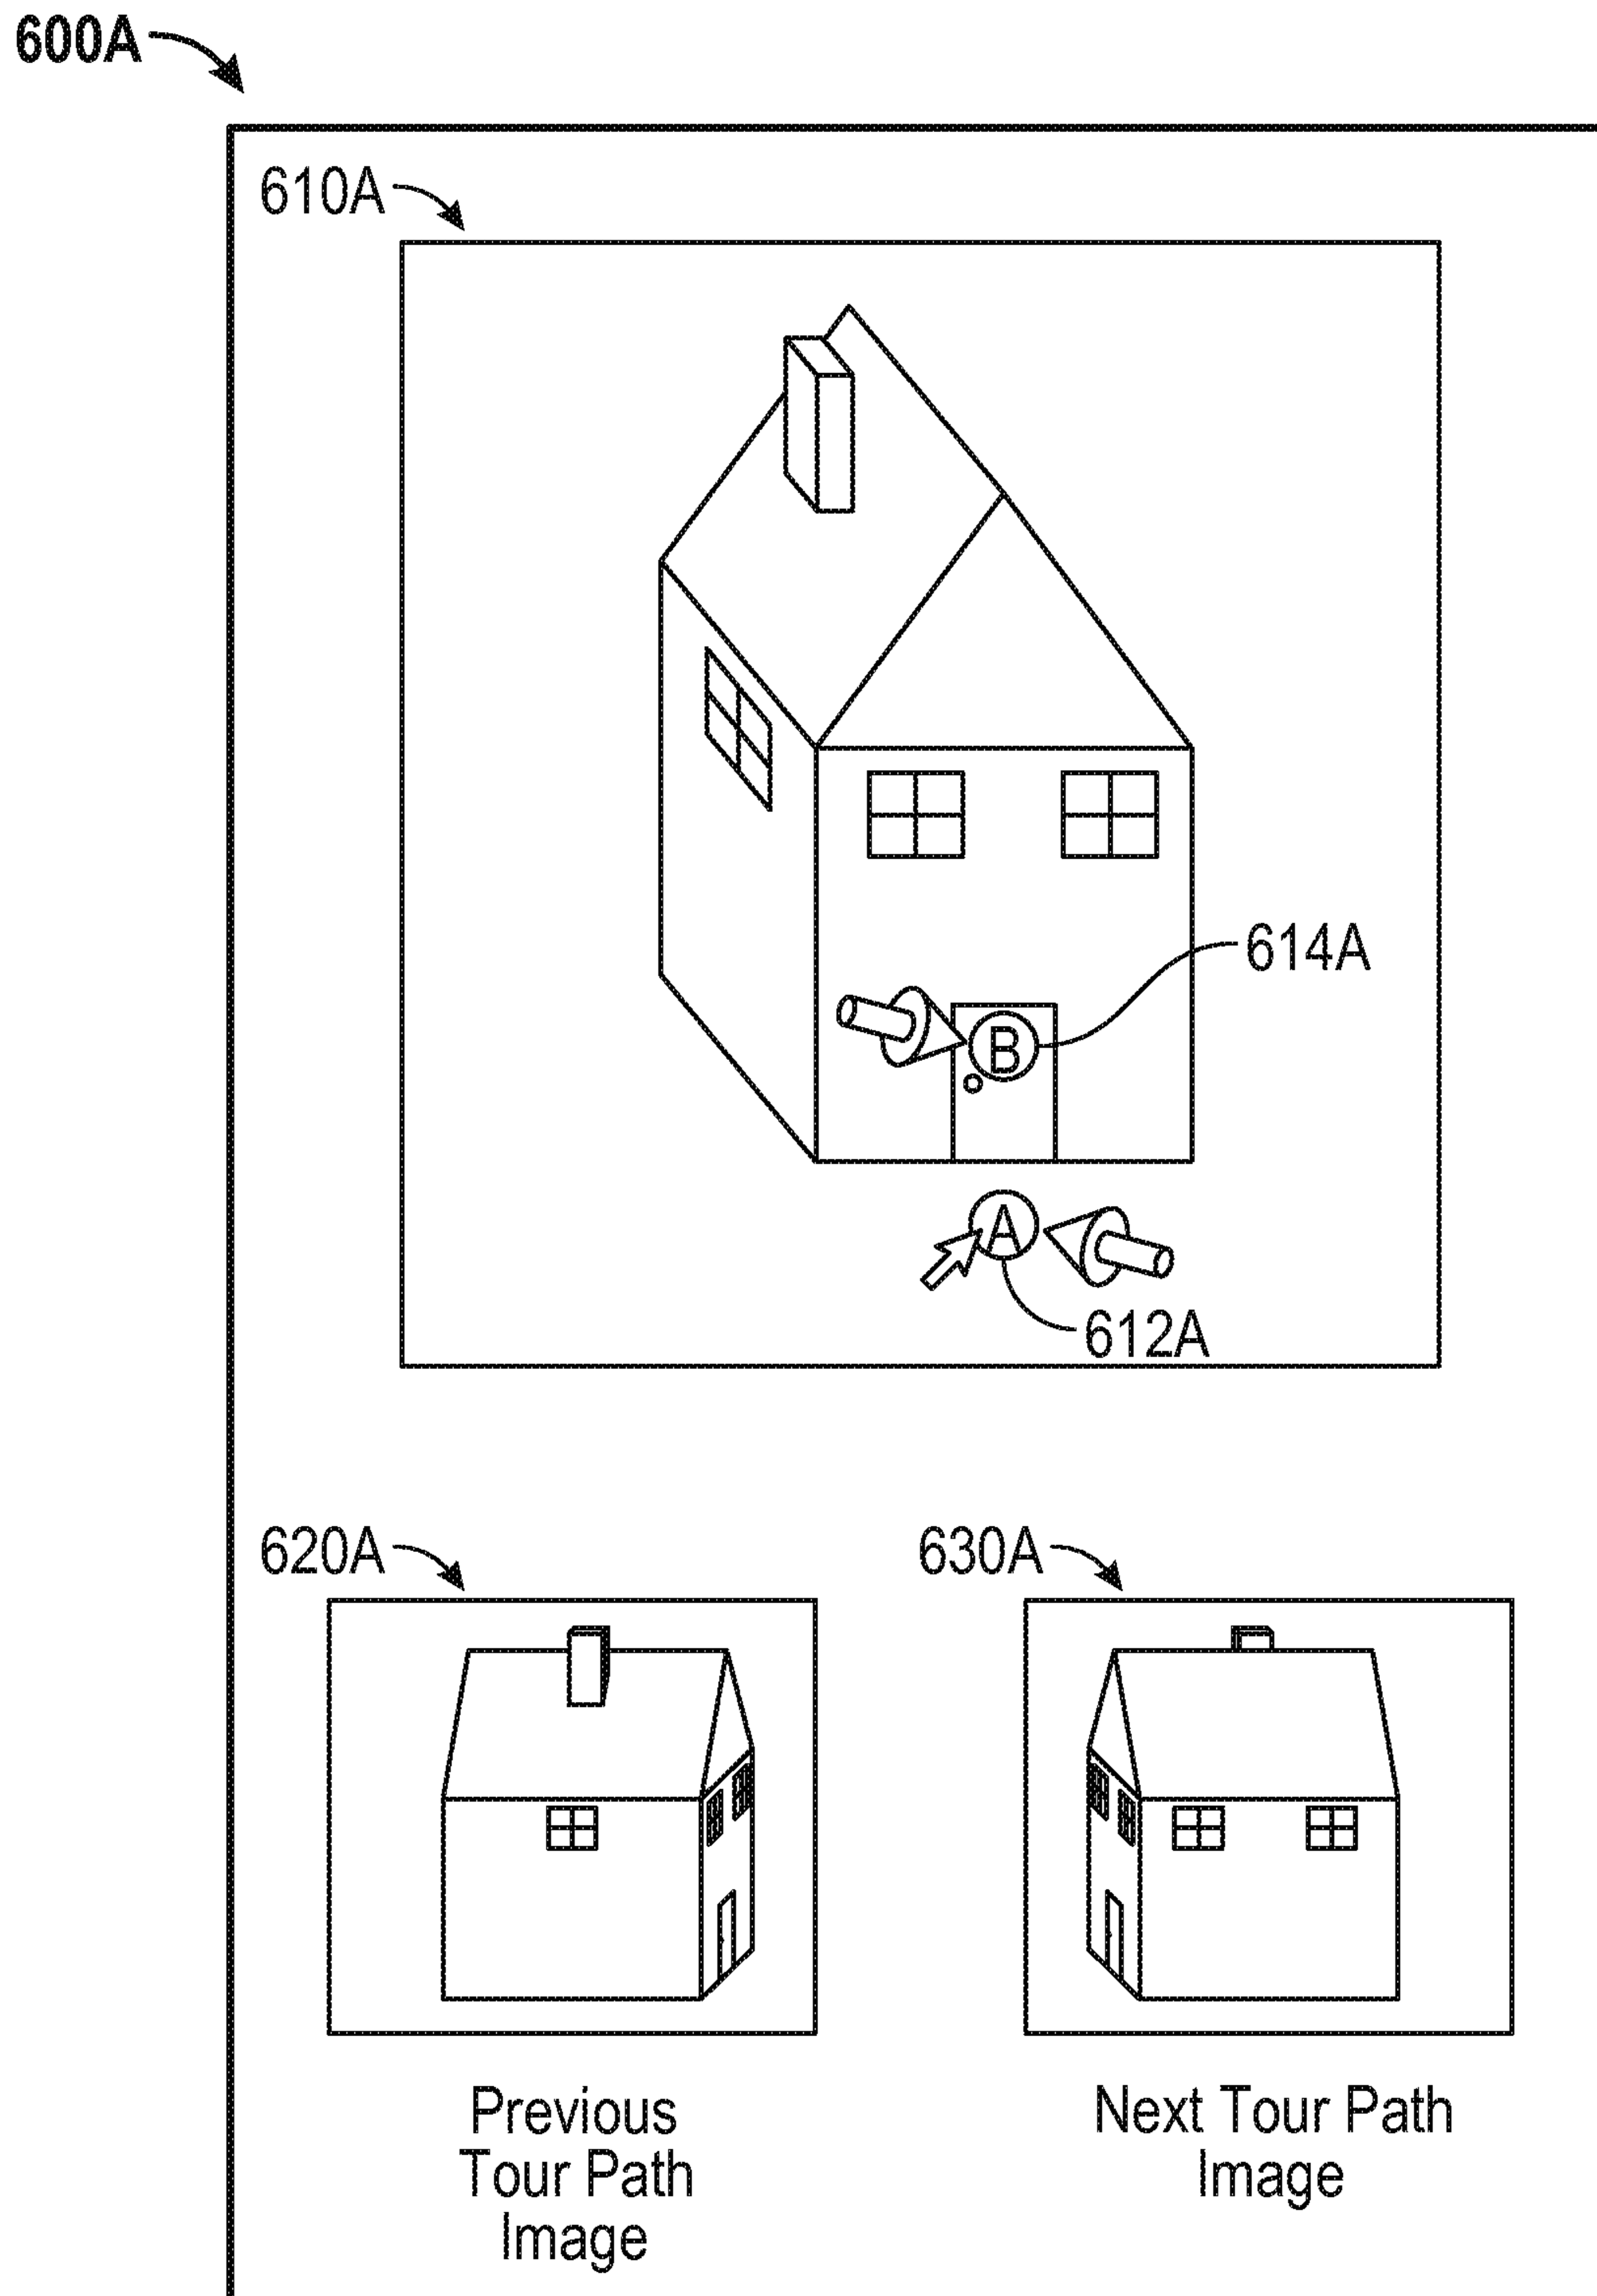 600A
610A
614A
B
A
612A
620A
630A
Previous
Tour Path
Image
Next Tour Path
Image